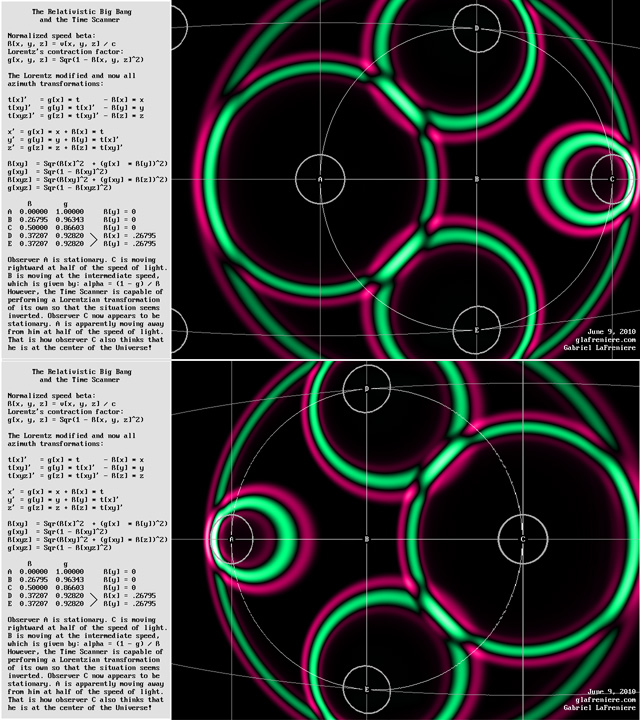 The Relativistic Big Bang
and the Time Scanner
Normalized speed beta:
ß[x, y, z] = v[x, y, z] / c
Lorentz's contraction factor:
g(x, y, z) = Sqr(1 - ß[x, y, z]^2)
The Lorentz modified and now all
azimuth transformations:
t[x]' = g[x] * t - ß[x] * x
t[xy]' = g[y] * t[x]' - ß[y] * y
t[xyz]' = g[z] * t[xy]' - ß[z] * z
x' = g[x] * x + ß[x] * t
y' = g[y] * y + ß[y] * t[x]'
z' = g[z] * z + ß[z] * t[xy]'
ß[xy] = Sqr(ß[x]^2 + (g[x] * ß[y])^2)
g[xy] = Sqr(1 - ß[xy]^2)
ß[xyz] = Sqr(ß[xy]^2 + (g[xy] * ß[z])^2)
g[xyz] = Sqr(1 - ß[xyz]^2)
ß g
A 0.00000 1.00000 ß[y] = 0
B 0.26795 0.96343 ß[y] = 0
C 0.50000 0.86603 ß[y] = 0
D 0.37207 0.92820 ß[x] = .26795
E 0.37207 0.92820 ß[y] = .26795
Observer A is stationary. C is moving
rightward at half of the speed of light.
B is moving at the intermediate speed,
which is given by: alpha = (1 - g) / ß
However, the Time Scanner is capable of
performing a Lorentzian transformation
of its own so that the situation seems
inverted. Observer C now appears to be
stationary. A is apparently moving away
from him at half of the speed of light.
That is how observer C also thinks that
he is at the center of the Universe!
D
A
B
C
E
June 9, 2010
glafreniere.com
Gabriel LaFreniere
The Relativistic Big Bang
and the Time Scanner
Normalized speed beta:
ß[x, y, z] = v[x, y, z] / c
Lorentz's contraction factor:
g(x, y, z) = Sqr(1 - ß[x, y, z]^2)
The Lorentz modified and now all
azimuth transformations:
t[x]' = g[x] * t - ß[x] * x
t[xy]' = g[y] * t[x]' - ß[y] * y
t[xyz]' = g[z] * t[xy]' - ß[z] * z
x' = g[x] * x + ß[x] * t
y' = g[y] * y + ß[y] * t[x]'
z' = g[z] * z + ß[z] * t[xy]'
ß[xy] = Sqr(ß[x]^2 + (g[x] * ß[y])^2)
g[xy] = Sqr(1 - ß[xy]^2)
ß[xyz] = Sqr(ß[xy]^2 + (g[xy] * ß[z])^2)
g[xyz] = Sqr(1 - ß[xyz]^2)
ß g
A 0.00000 1.00000 ß[y] = 0
B 0.26795 0.96343 ß[y] = 0
C 0.50000 0.86603 ß[y] = 0
D 0.37207 0.92820 ß[x] = .26795
E 0.37207 0.92820 ß[y] = .26795
Observer A is stationary. C is moving
rightward at half of the speed of light.
B is moving at the intermediate speed,
which is given by: alpha = (1 - g) / ß
However, the Time Scanner is capable of
performing a Lorentzian transformation
of its own so that the situation seems
inverted. Observer C now appears to be
stationary. A is apparently moving away
from him at half of the speed of light.
That is how observer C also thinks that
he is at the center of the Universe!
D
A
B
C
E
June 9, 2010
glafreniere.com
Gabriel LaFreniere